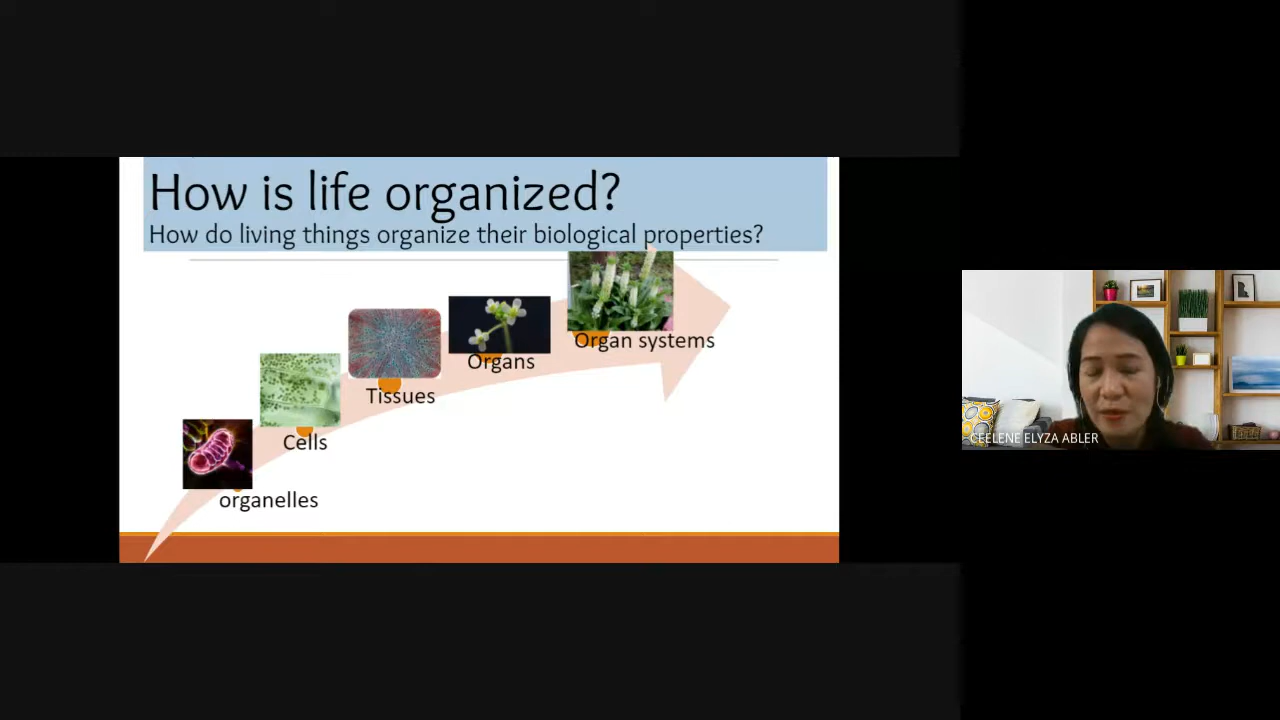 How is life organized?
How do living things organize their biological properties?
Organ systems
Organs
Tissues
Cells
organelles
CEELENE ELYZA ABLER